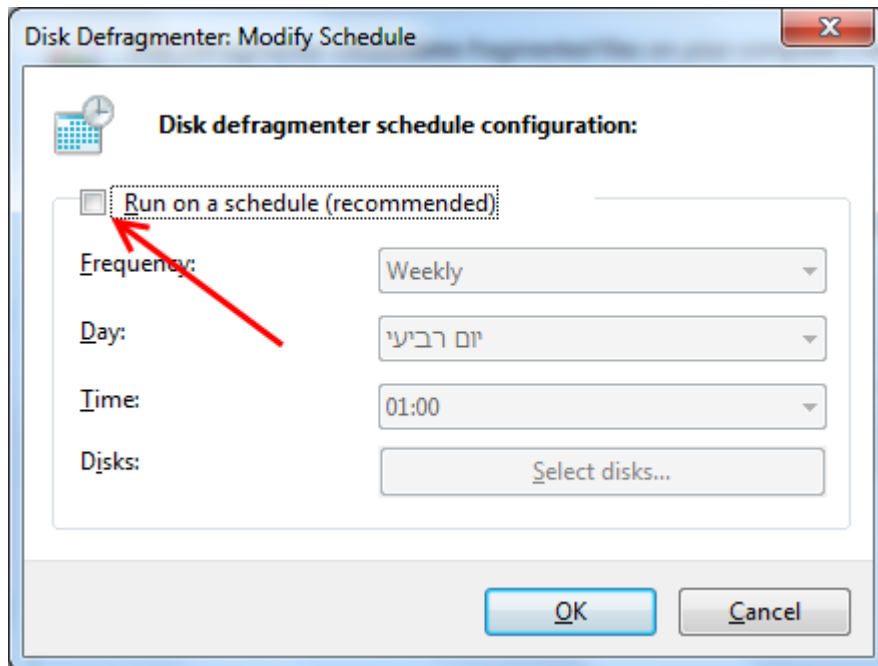 Disk Defragmenter: Modify Schedule
Disk defragmenter schedule configuration:
Run on a schedule (recommended)
Frequency: Weekly
Day: יום רביעי
Time: 01:00
Disks: Select disks...
OK Cancel